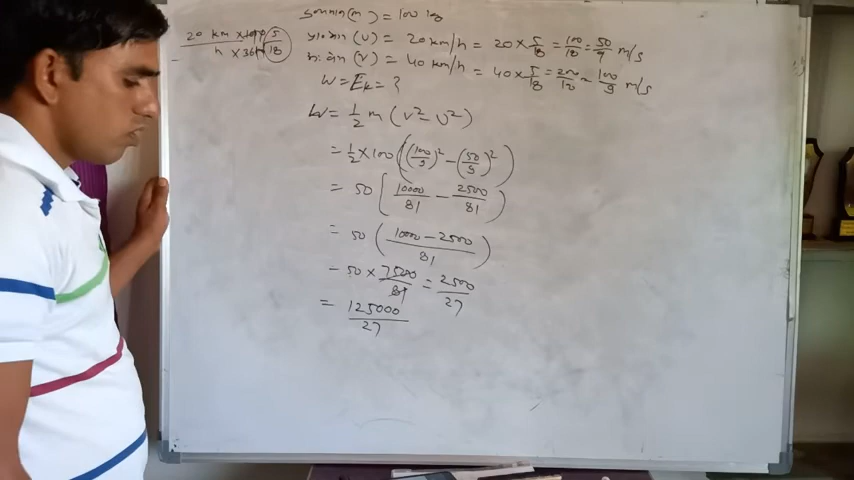 (m) = 100 kg
20 km × 1000 / h × 3600 5/18
(u) = 20 km/h = 20 × 5/18 = 100/18 = 50/9 m/s
(v) = 40 km/h = 40 × 5/18 = 200/18 = 100/9 m/s
W = Ek = ?
W = 1/2 m (v² - u²)
= 1/2 × 100 ((100/9)² - (50/9)²)
= 50 [10000/81 - 2500/81)
= 50 (10000 - 2500 / 81)
= 50 × 7500/81 = 2500/27
= 125000/27